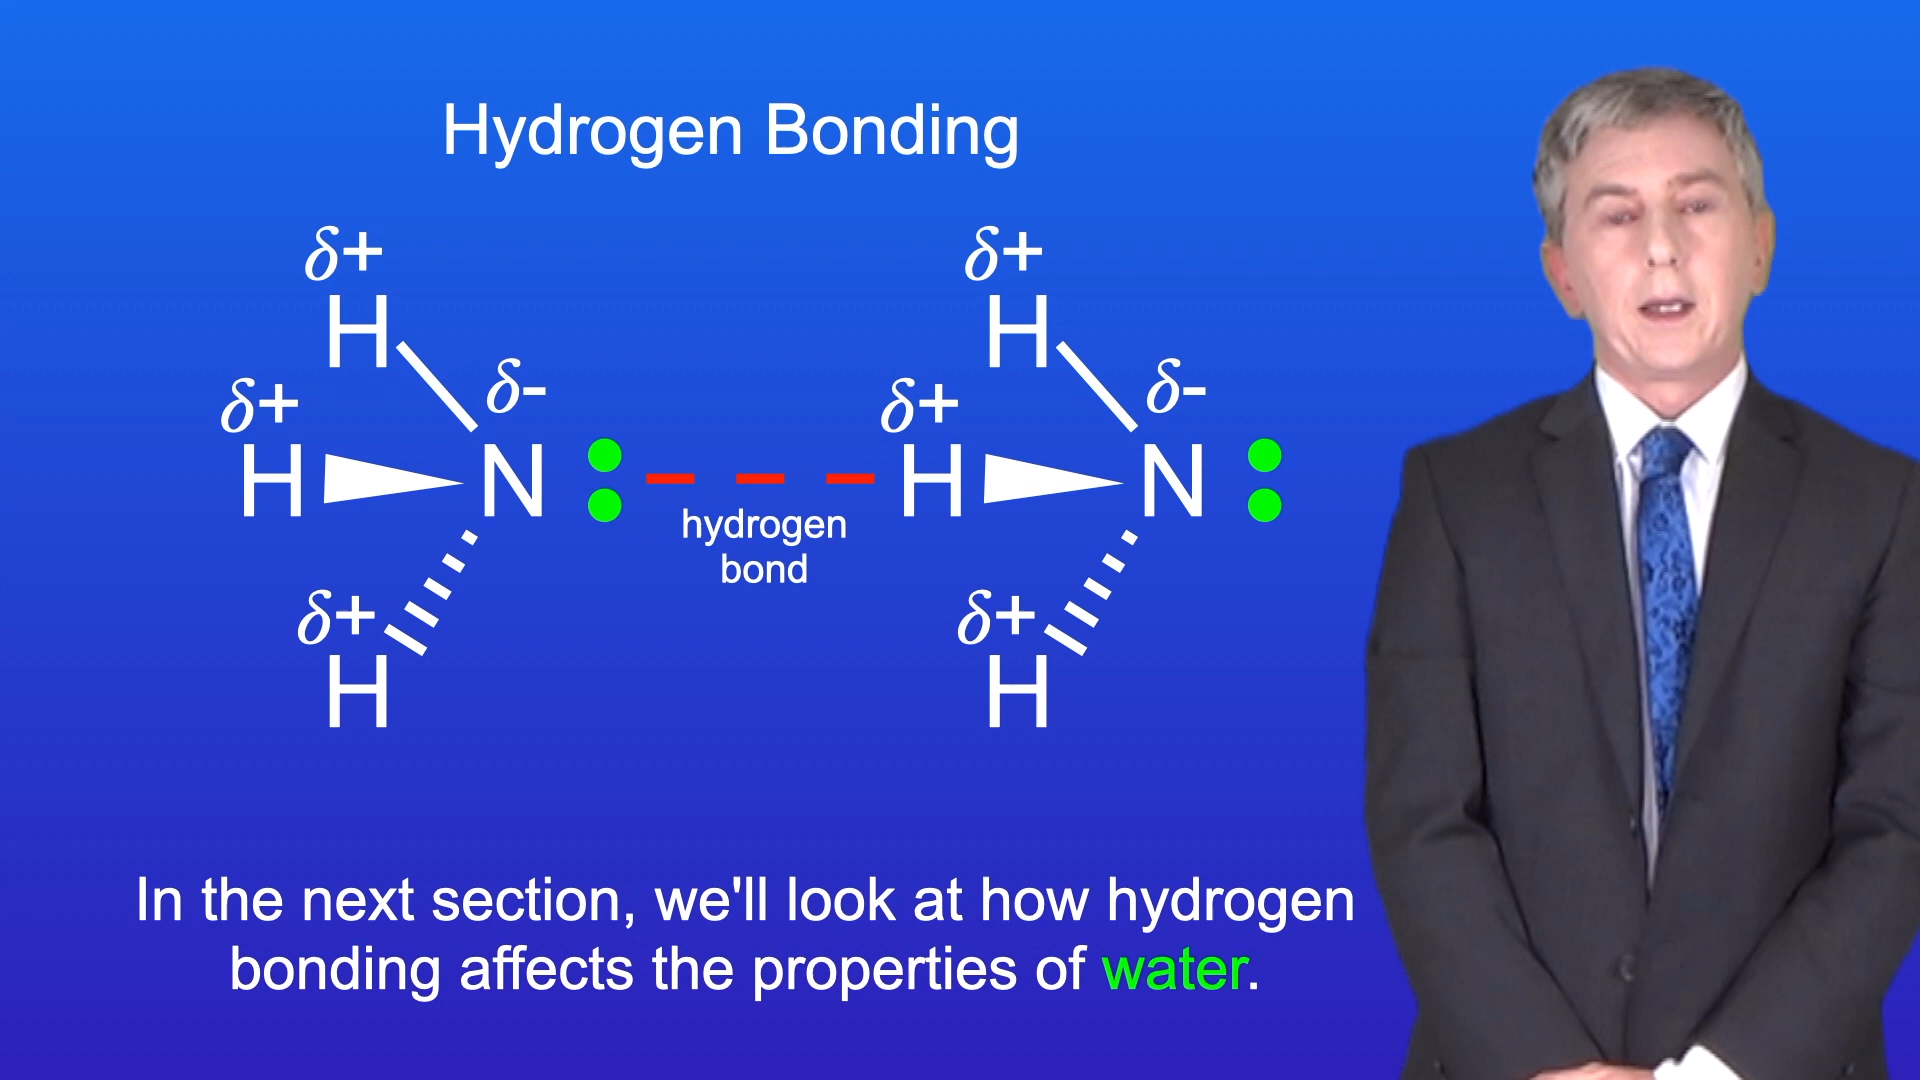 Hydrogen Bonding
δ+ δ+
H H
δ+ δ- δ+ δ-
H N H N
hydrogen
bond
δ+ δ+
H H
In the next section, we'll look at how hydrogen
bonding affects the properties of water.